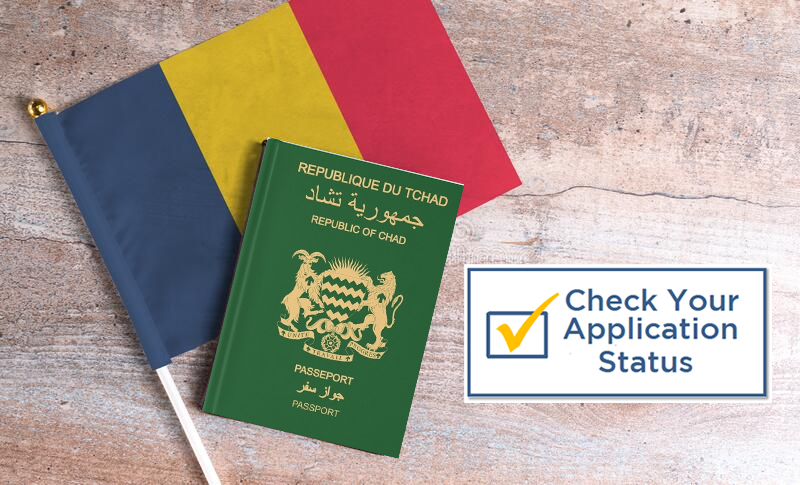 REPUBLIQUE DU TCHAD
جمهورية تشاد
REPUBLIC OF CHAD
UNITÉ TRAVAIL PROGRÈS
PASSEPORT
جواز سفر
PASSPORT
Check Your
Application
Status